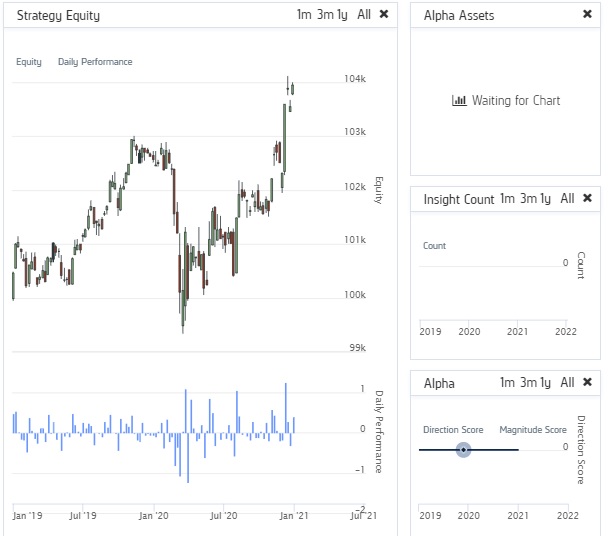 Strategy Equity 1m 3m 1y All ✖
Equity Daily Performance
104k
103k
102k
101k
100k
99k
Equity
1
0
-1
-2
Daily Performance
Jan '19 Jul '19 Jan '20 Jul '20 Jan '21 Jul '21
Alpha Assets ✖
Waiting for Chart
Insight Count 1m 3m 1y All ✖
Count
0
Count
2019 2020 2021 2022
Alpha 1m 3m 1y All ✖
Direction Score Magnitude Score
0
Direction Score
2019 2020 2021 2022